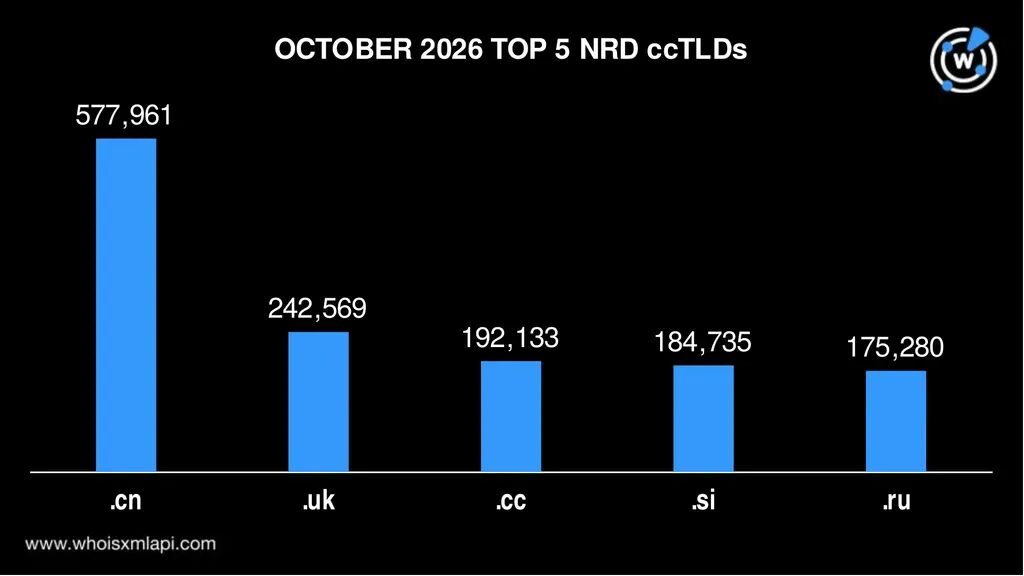 OCTOBER 2026 TOP 5 NRD ccTLDs
W
577,961
242,569
192,133
184,735
175,280
.cn
.uk
.cc
.si
.ru
www.whoisxmlapi.com